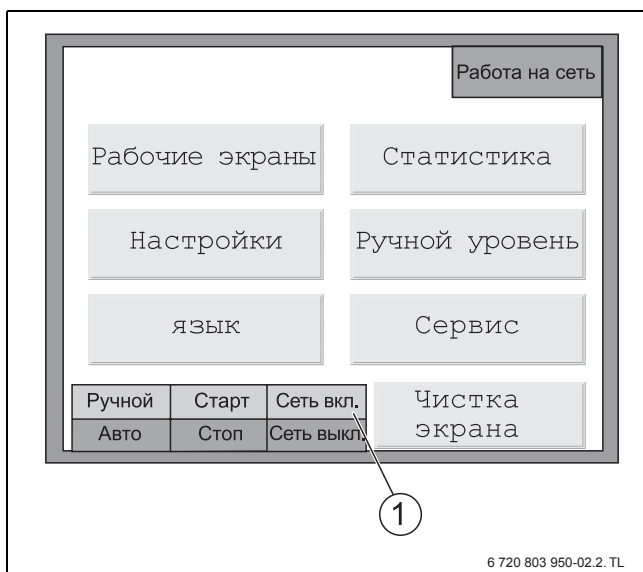 Работа на сеть
Рабочие экраны
Статистика
Настройки
Ручной уровень
язык
Сервис
Ручной Старт Сеть вкл.
Авто Стоп Сеть выкл.
Чистка
экрана
1
6 720 803 950-02.2. TL